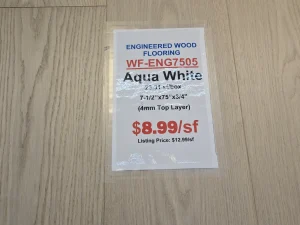 ENGINEERED WOOD
FLOORING
WF-ENG7505
Aqua White
7-1/2"x75"x3/4"
(4mm Top Layer)
$8.99/sf
Listing Price: $12.99/sf